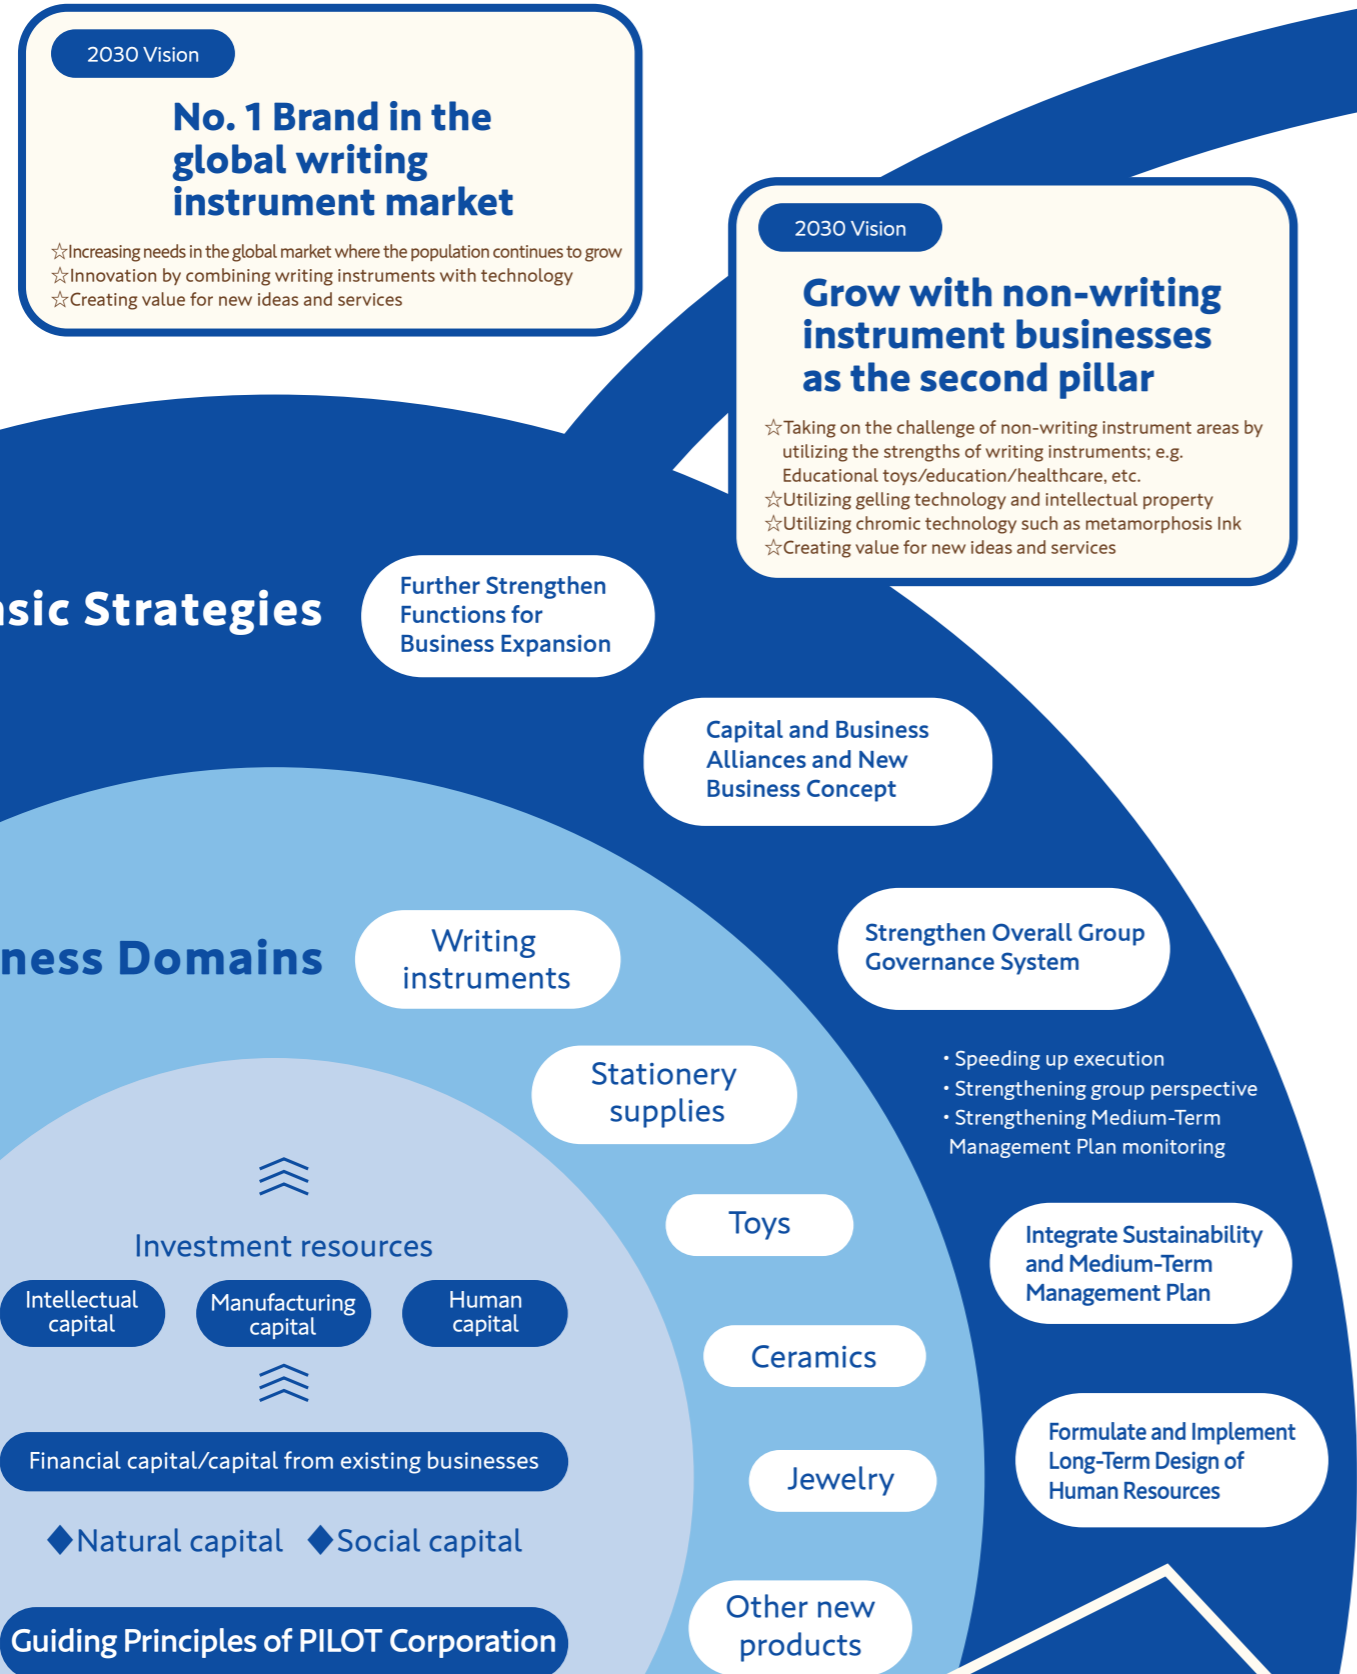 2030 Vision
No. 1 Brand in the
global writing
instrument market
☆Increasing needs in the global market where the population continues to grow
☆Innovation by combining writing instruments with technology
☆Creating value for new ideas and services
2030 Vision
Grow with non-writing
instrument businesses
as the second pillar
☆Taking on the challenge of non-writing instrument areas by
utilizing the strengths of writing instruments; e.g.
Educational toys/education/healthcare, etc.
☆Utilizing gelling technology and intellectual property
☆Utilizing chromic technology such as metamorphosis Ink
☆Creating value for new ideas and services
sic Strategies
Further Strengthen
Functions for
Business Expansion
Capital and Business
Alliances and New
Business Concept
Strengthen Overall Group
Governance System
・Speeding up execution
・Strengthening group perspective
・Strengthening Medium-Term
Management Plan monitoring
Integrate Sustainability
and Medium-Term
Management Plan
Formulate and Implement
Long-Term Design of
Human Resources
ness Domains
Writing
instruments
Stationery
supplies
Toys
Ceramics
Jewelry
Other new
products
Investment resources
Intellectual
capital
Manufacturing
capital
Human
capital
Financial capital/capital from existing businesses
◆Natural capital ◆Social capital
Guiding Principles of PILOT Corporation